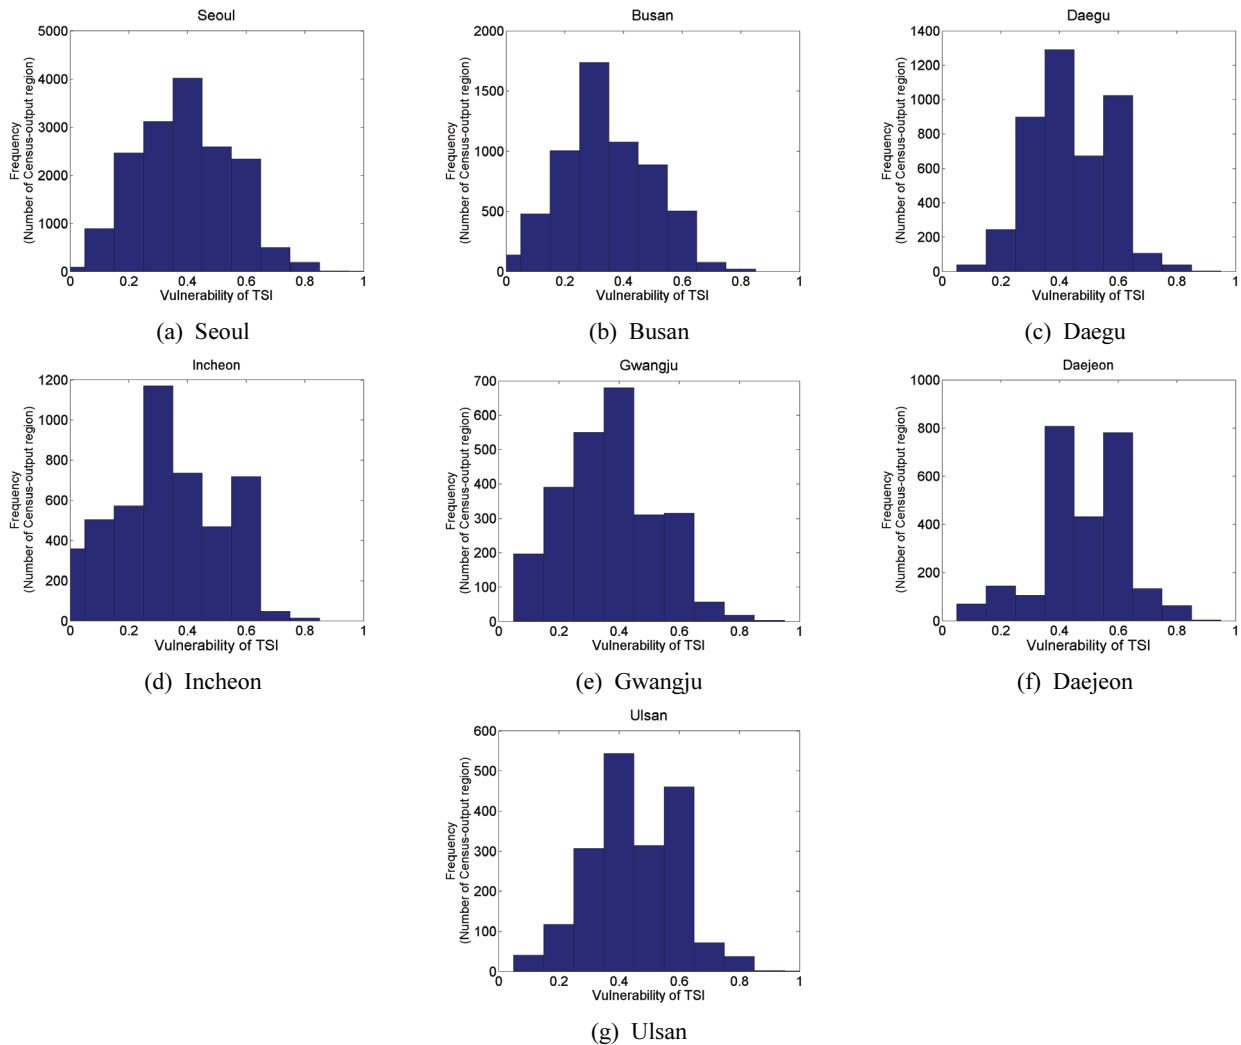 Seoul
5000
4000
3000
2000
1000
0
Frequency
(Number of Census-output region)
0 0.2 0.4 0.6 0.8 1
Vulnerability of TSI
(a) Seoul
Busan
2000
1500
1000
500
0
Frequency
(Number of Census-output region)
0 0.2 0.4 0.6 0.8 1
Vulnerability of TSI
(b) Busan
Daegu
1400
1200
1000
800
600
400
200
0
Frequency
(Number of Census-output region)
0 0.2 0.4 0.6 0.8 1
Vulnerability of TSI
(c) Daegu
Incheon
1200
1000
800
600
400
200
0
Frequency
(Number of Census-output region)
0 0.2 0.4 0.6 0.8 1
Vulnerability of TSI
(d) Incheon
Gwangju
700
600
500
400
300
200
100
0
Frequency
(Number of Census-output region)
0 0.2 0.4 0.6 0.8 1
Vulnerability of TSI
(e) Gwangju
Daejeon
1000
800
600
400
200
0
Frequency
(Number of Census-output region)
0 0.2 0.4 0.6 0.8 1
Vulnerability of TSI
(f) Daejeon
Ulsan
600
500
400
300
200
100
0
Frequency
(Number of Census-output region)
0 0.2 0.4 0.6 0.8 1
Vulnerability of TSI
(g) Ulsan